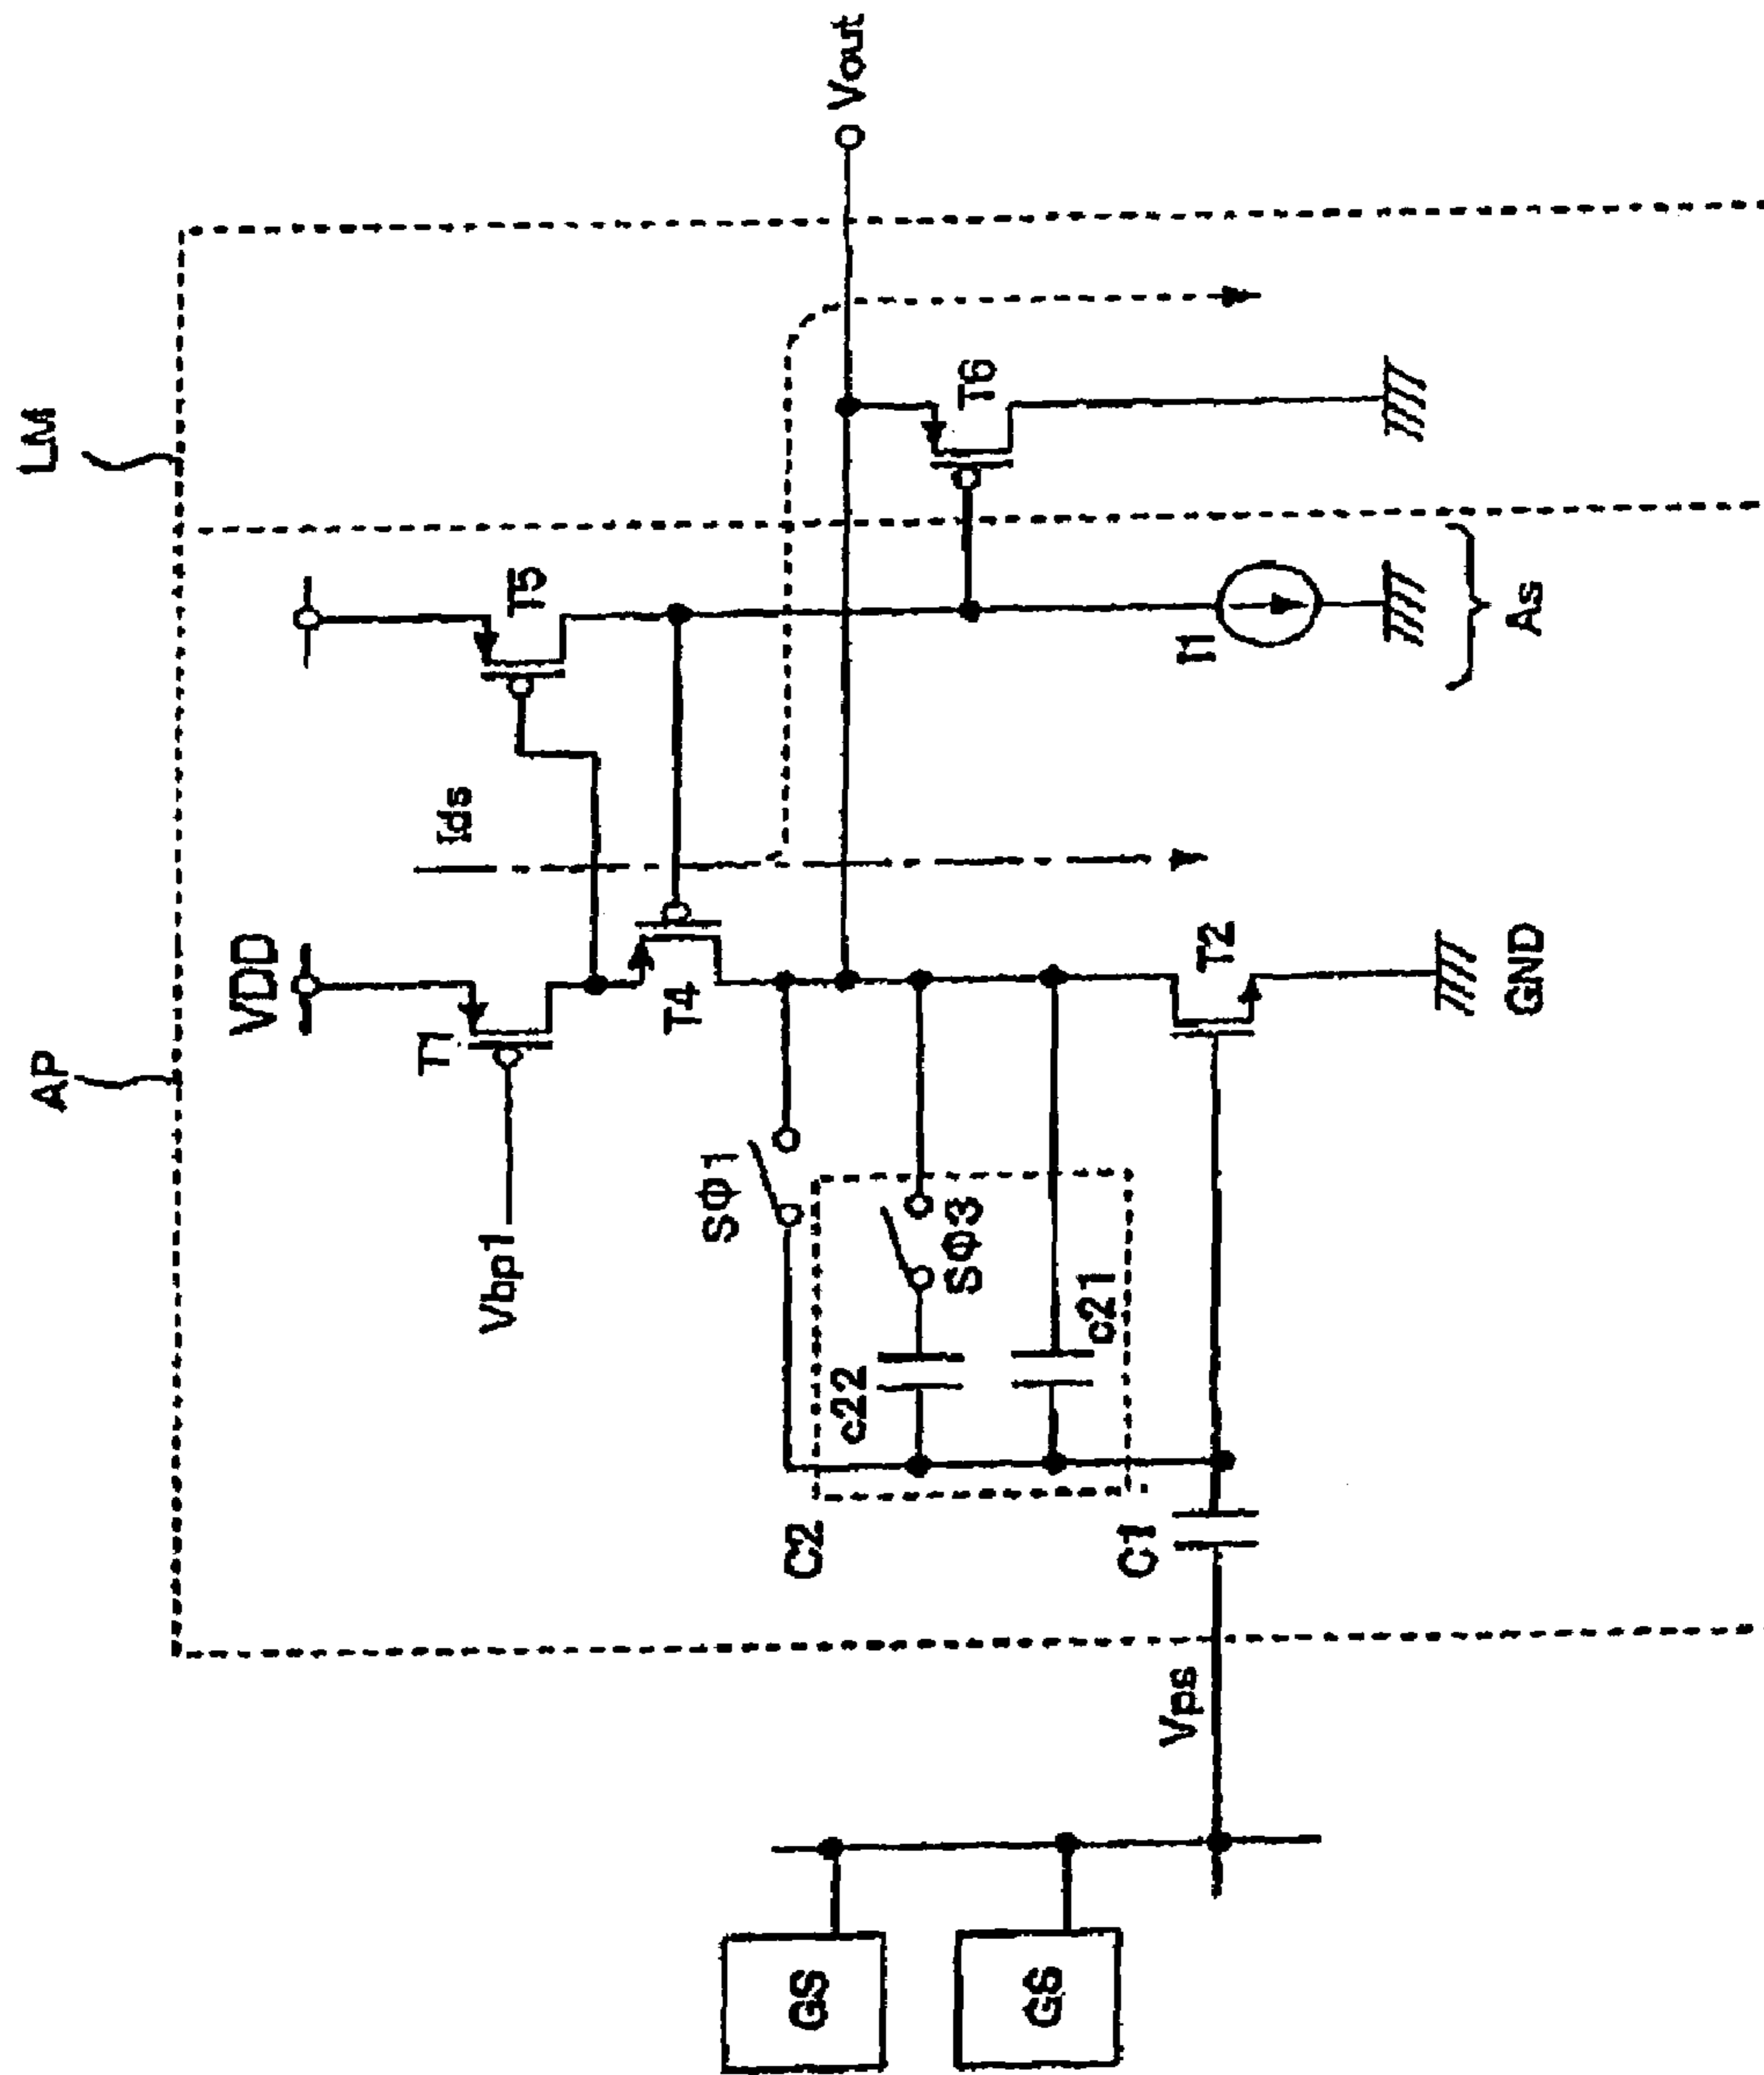 AP
LM
VDD
T1
Vbp1
Ids
T5
T4
SΦ1
Vout
C2
c22
SΦ3
c21
T6
C1
T2
I1
Vps
GS
GS
GND
As